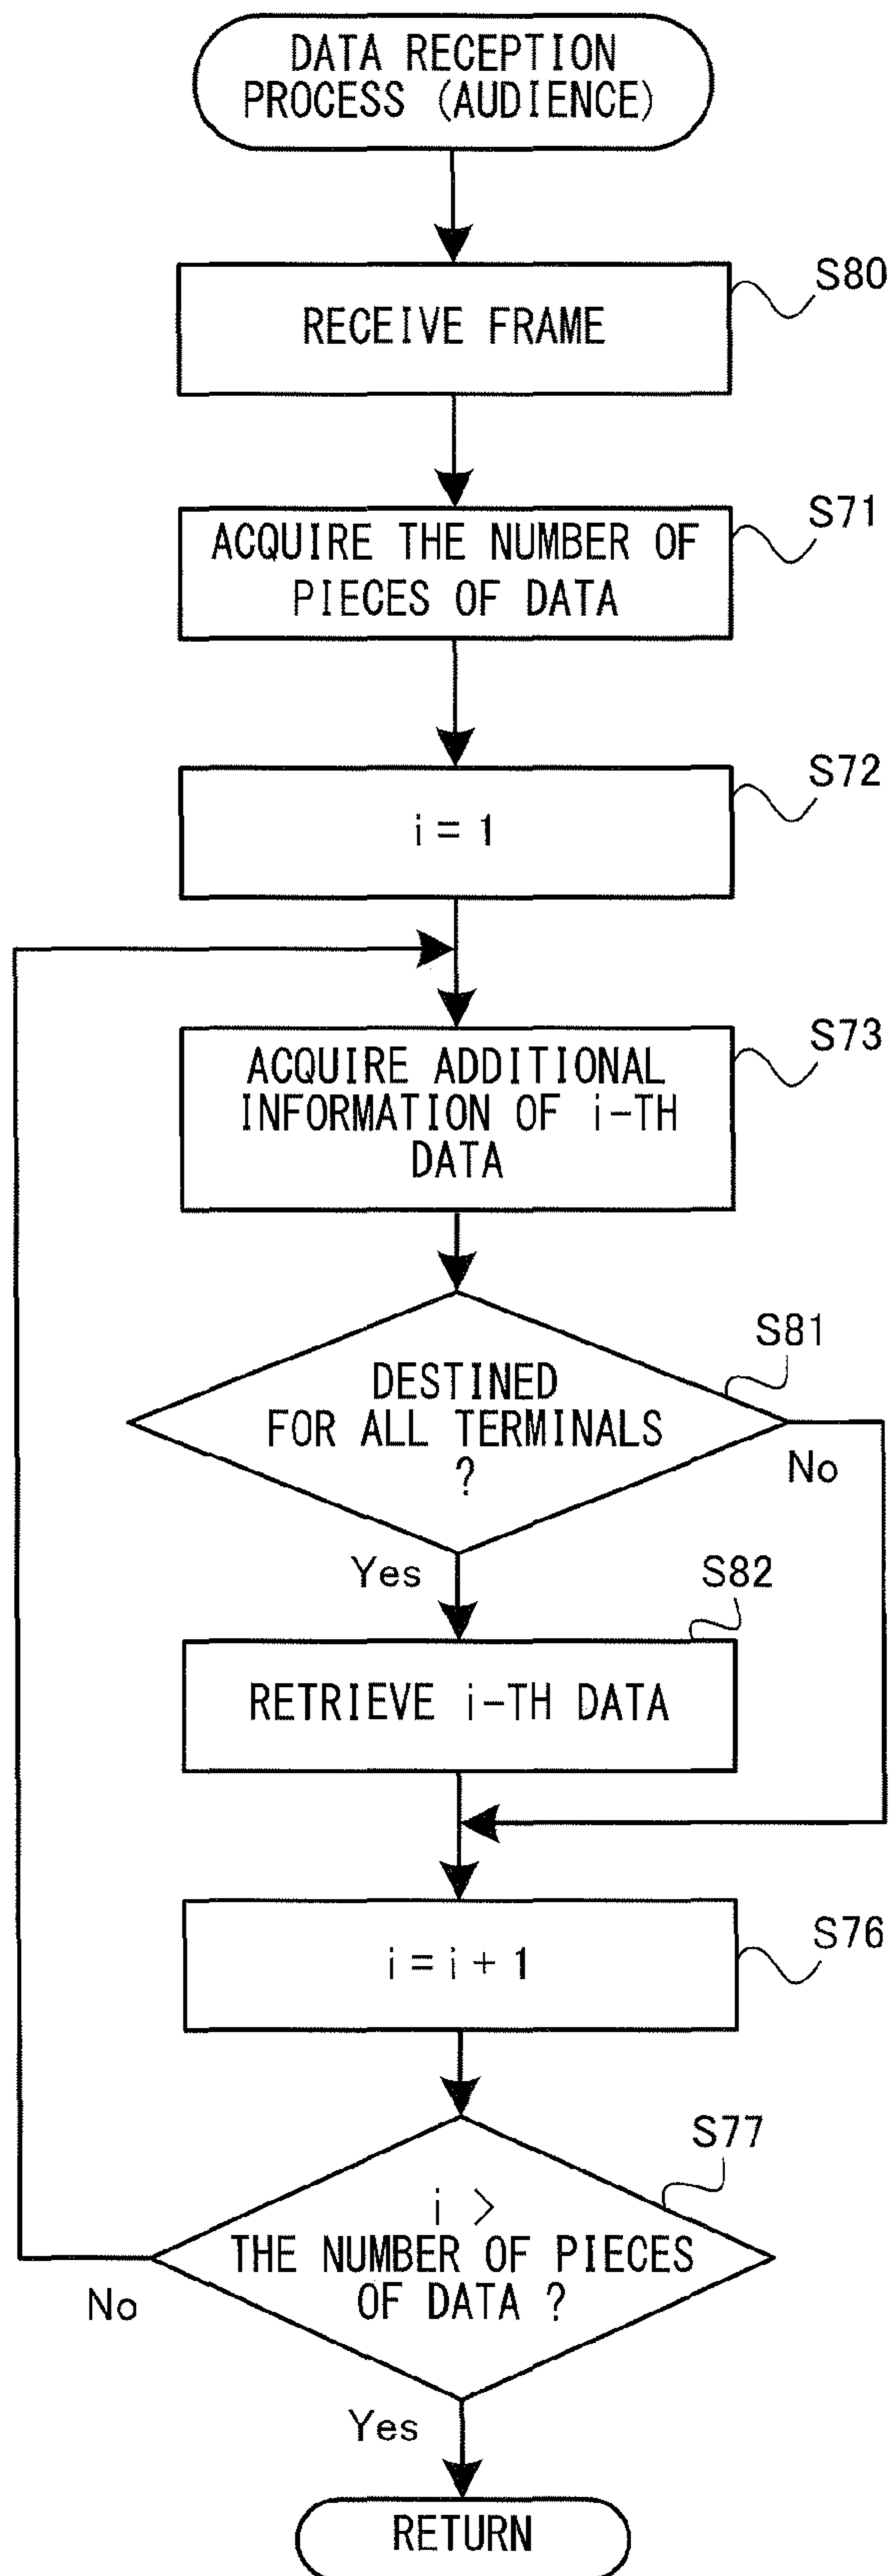 DATA RECEPTION
PROCESS (AUDIENCE)
S80
RECEIVE FRAME
S71
ACQUIRE THE NUMBER OF
PIECES OF DATA
S72
i = 1
S73
ACQUIRE ADDITIONAL
INFORMATION OF i-TH
DATA
S81
DESTINED
FOR ALL TERMINALS
?
No
Yes
S82
RETRIEVE i-TH DATA
S76
i = i + 1
S77
i >
THE NUMBER OF PIECES
OF DATA ?
No
Yes
RETURN